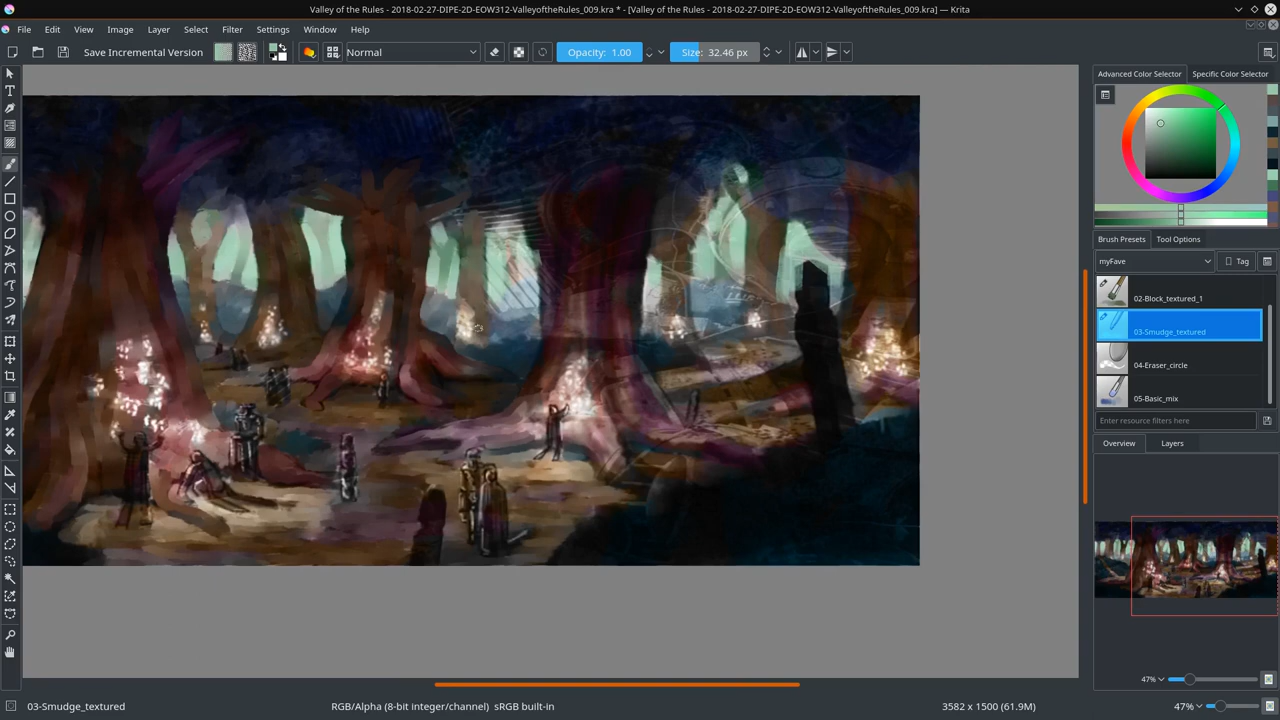 Valley of the Rules - 2018-02-27-DIPE-2D-EOW312-ValleyoftheRules_009.kra * - [Valley of the Rules - 2018-02-27-DIPE-2D-EOW312-ValleyoftheRules_009.kra] — Krita
File Edit View Image Layer Select Filter Settings Window Help
Save Incremental Version Normal Opacity: 1.00 Size: 32.46 px
Advanced Color Selector Specific Color Selector
Brush Presets Tool Options
myFave Tag
02-Block_textured_1
03-Smudge_textured
04-Eraser_circle
05-Basic_mix
Enter resource filters here
Overview Layers
47%
03-Smudge_textured RGB/Alpha (8-bit integer/channel) sRGB built-in 3582 x 1500 (61.9M) 47%